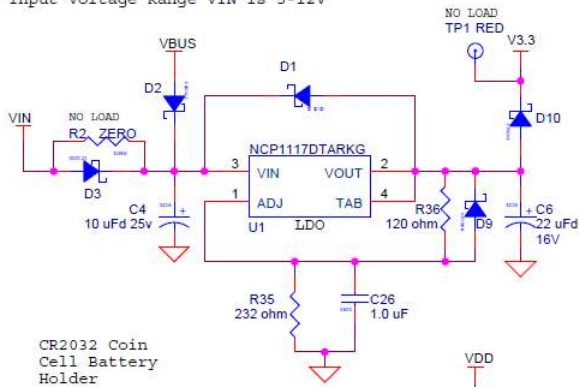 Input Voltage Range VIN is 5-12V
NO LOAD
TP1 RED
V3.3
VBUS
D1
D2
D10
VIN
NO LOAD
R2 ZERO
D3
NCP1117DTARKG
3 VIN VOUT 2
1 ADJ TAB 4
U1 LDO
C4
10 uFd 25v
+
R36
120 ohm
D9
+
C6
22 uFd
16V
R35
232 ohm
C26
1.0 uF
CR2032 Coin
Cell Battery
Holder
VDD